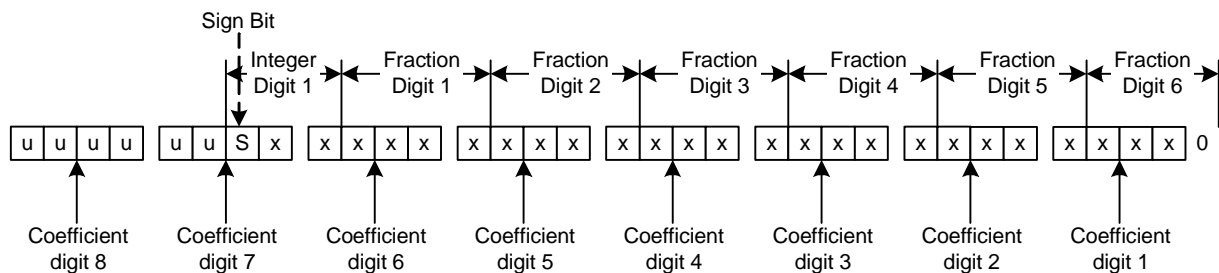 Sign Bit
Integer Digit 1
Fraction Digit 1
Fraction Digit 2
Fraction Digit 3
Fraction Digit 4
Fraction Digit 5
Fraction Digit 6
u u u u
u u S x
x x x x
x x x x
x x x x
x x x x
x x x x
x x x x
0
Coefficient digit 8
Coefficient digit 7
Coefficient digit 6
Coefficient digit 5
Coefficient digit 4
Coefficient digit 3
Coefficient digit 2
Coefficient digit 1